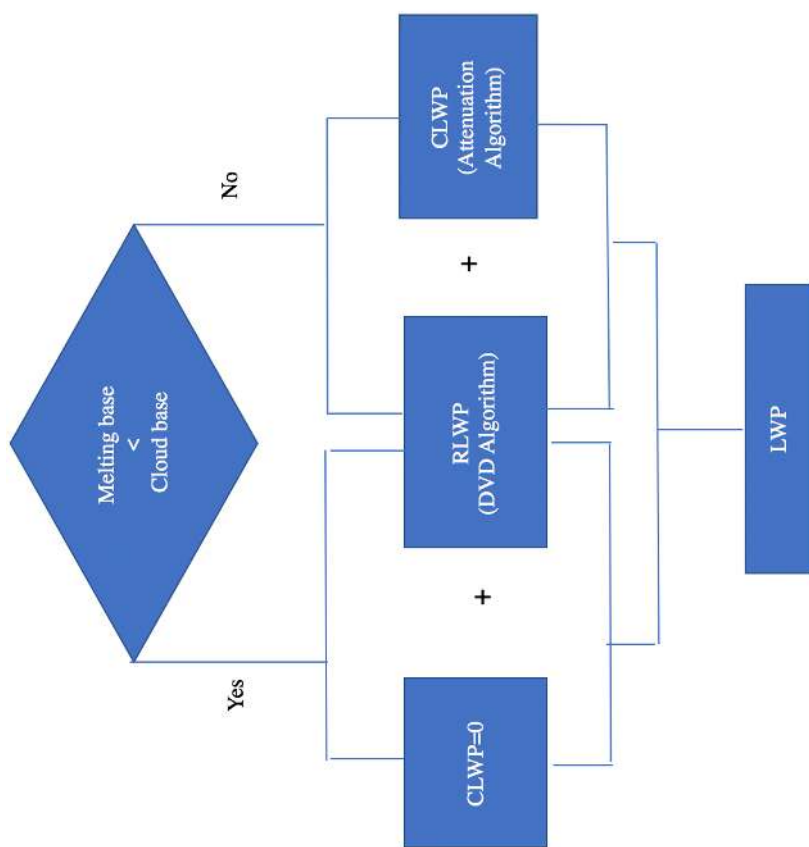 Melting base
<
Cloud base
Yes
No
CLWP=0
+
RLWP
(DVD Algorithm)
+
CLWP
(Attenuation
Algorithm)
LWP